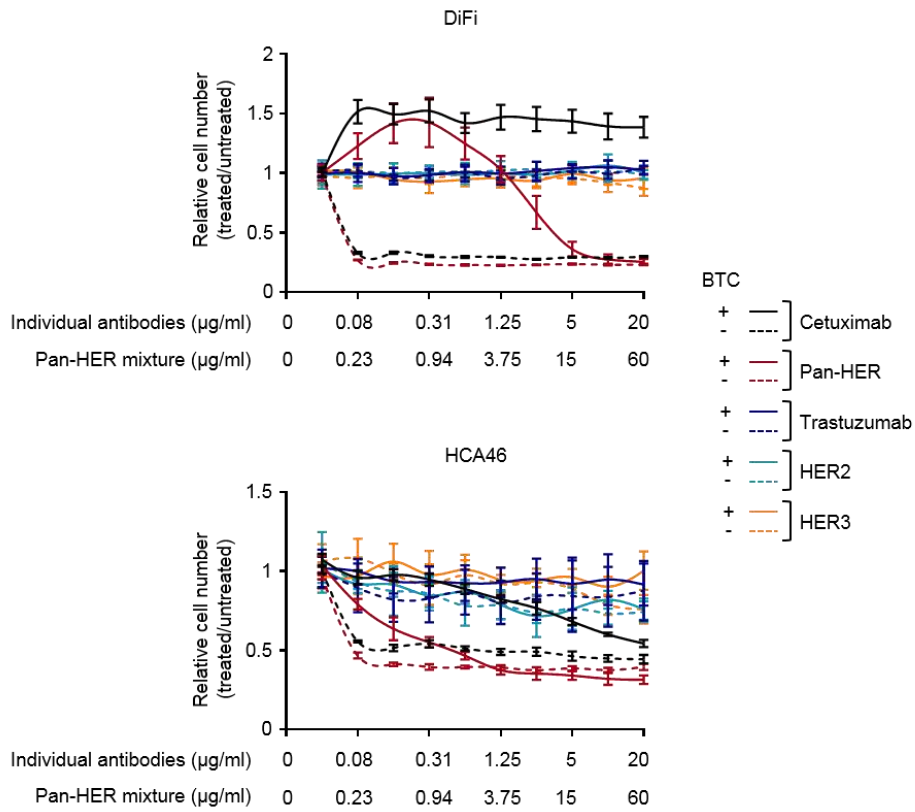 DiFi
Relative cell number
(treated/untreated)
2
1.5
1
0.5
0
Individual antibodies (µg/ml) 0 0.08 0.31 1.25 5 20
Pan-HER mixture (µg/ml) 0 0.23 0.94 3.75 15 60
BTC
+
-
Cetuximab
+
-
Pan-HER
+
-
Trastuzumab
+
-
HER2
+
-
HER3
HCA46
Relative cell number
(treated/untreated)
1.5
1
0.5
0
Individual antibodies (µg/ml) 0 0.08 0.31 1.25 5 20
Pan-HER mixture (µg/ml) 0 0.23 0.94 3.75 15 60